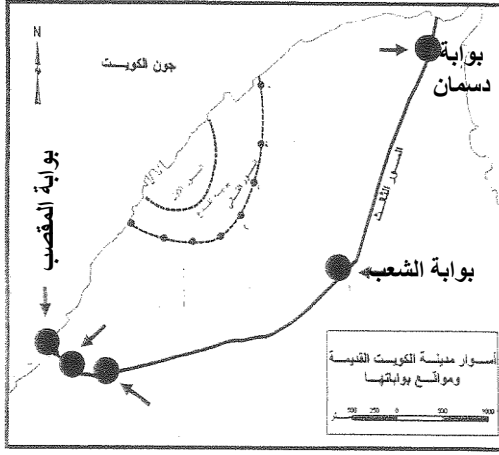 N
جون الكويت
بوابة
دسمان
بوابة المقصب
السور الثالث
بوابة الشعب
أسوار مدينة الكويت القديمة
ومواقع بواباتها
500 250 0 500 1000